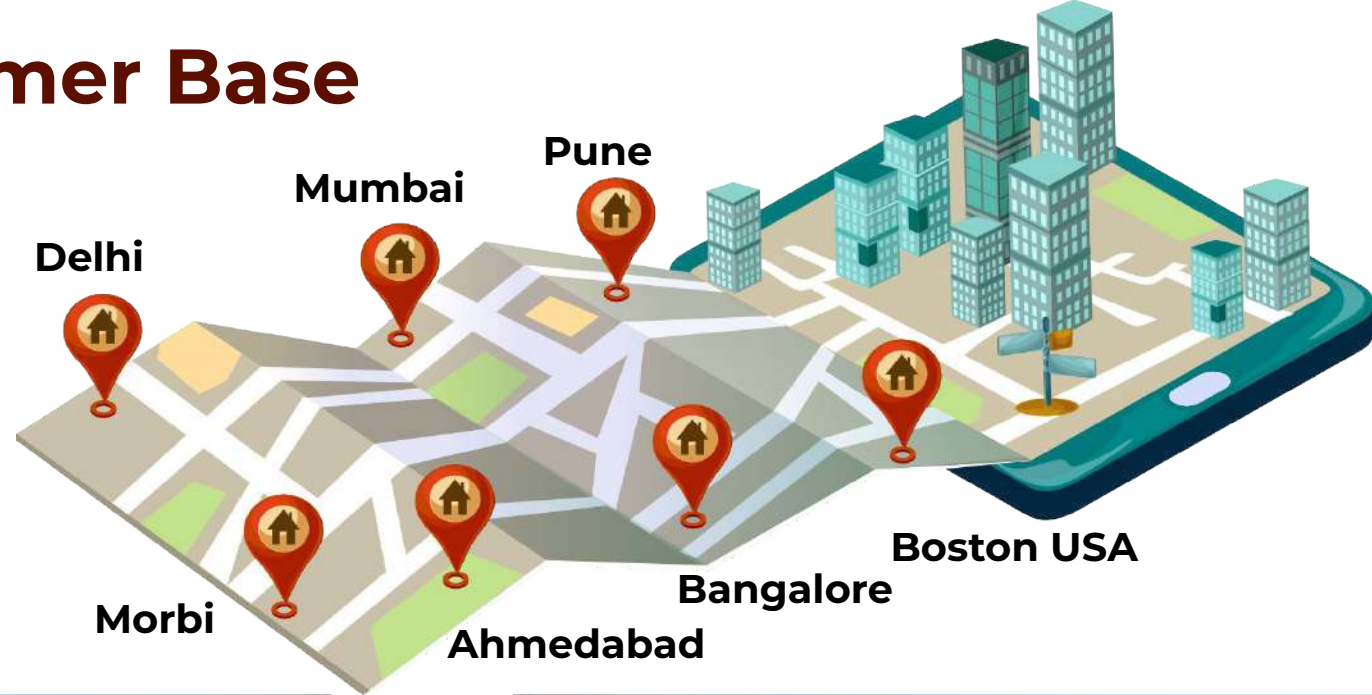 mer Base
Pune
Mumbai
Delhi
Boston USA
Bangalore
Morbi
Ahmedabad